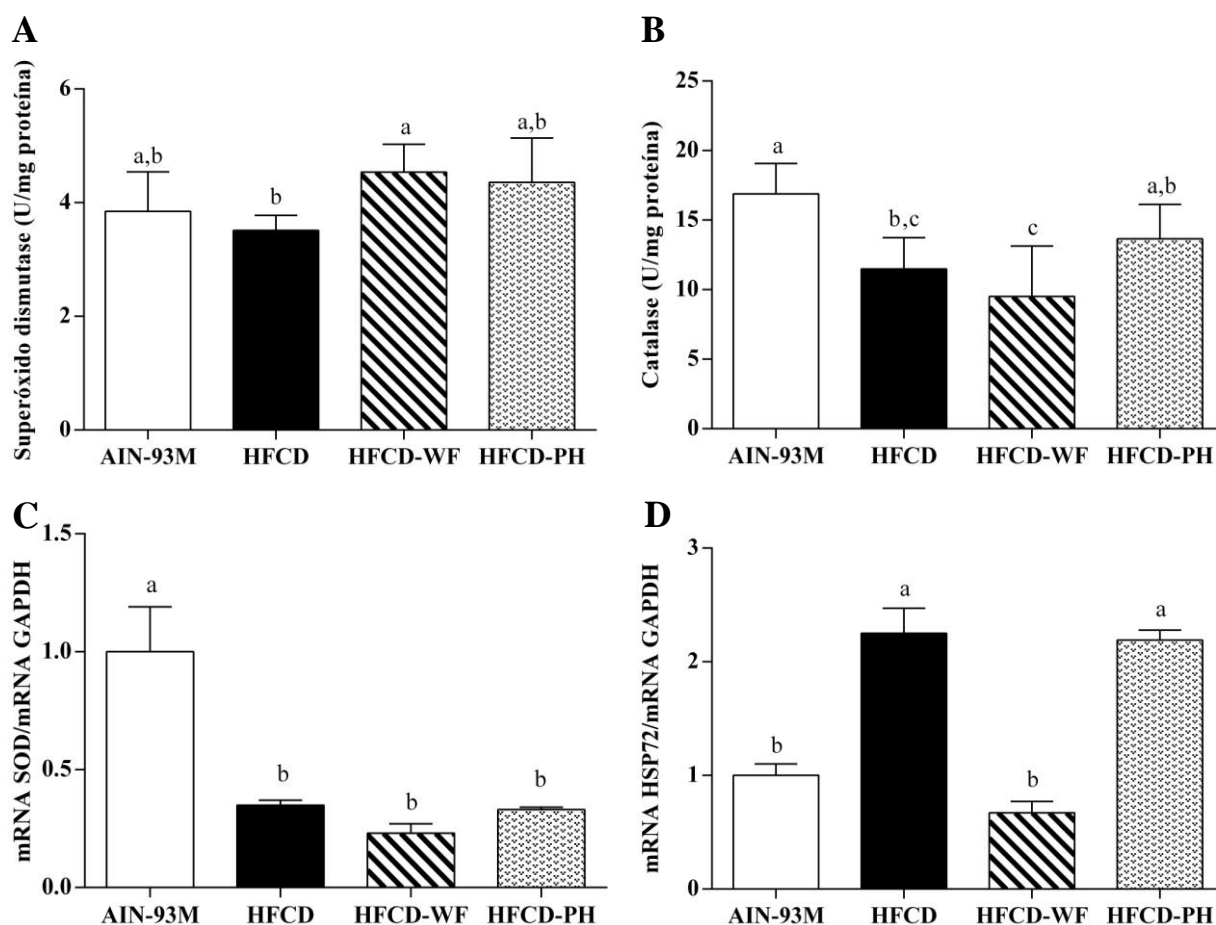 A
Superóxido dismutase (U/mg proteína)
6
4
2
0
a,b
b
a
a,b
AIN-93M
HFCD
HFCD-WF
HFCD-PH
B
Catalase (U/mg proteína)
25
20
15
10
5
0
a
b,c
c
a,b
AIN-93M
HFCD
HFCD-WF
HFCD-PH
C
mRNA SOD/mRNA GAPDH
1.5
1.0
0.5
0.0
a
b
b
b
AIN-93M
HFCD
HFCD-WF
HFCD-PH
D
mRNA HSP72/mRNA GAPDH
3
2
1
0
b
a
b
a
AIN-93M
HFCD
HFCD-WF
HFCD-PH